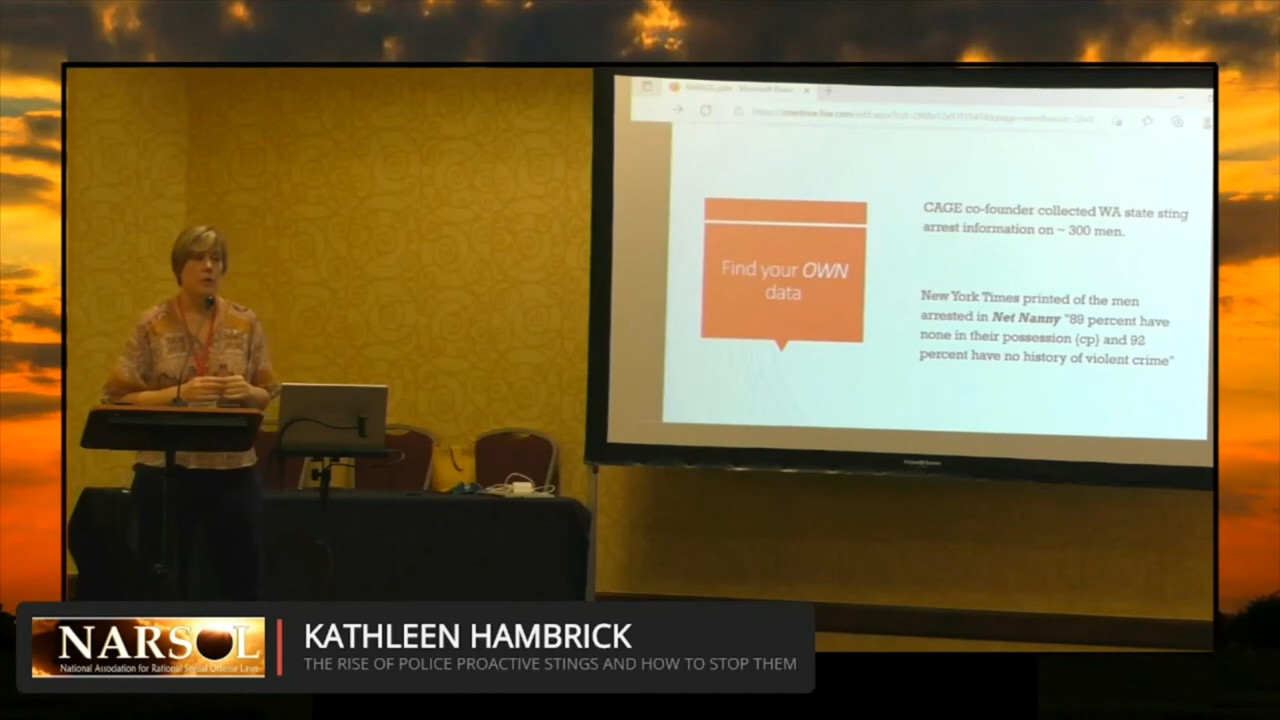 Find your OWN
data
CAGE co-founder collected WA state sting
arrest information on ~ 300 men.
New York Times printed of the men
arrested in Net Nanny "89 percent have
none in their possession {cp} and 92
percent have no history of violent crime"
NARSOL
National Association for Rational Sexual Offense Laws
KATHLEEN HAMBRICK
THE RISE OF POLICE PROACTIVE STINGS AND HOW TO STOP THEM